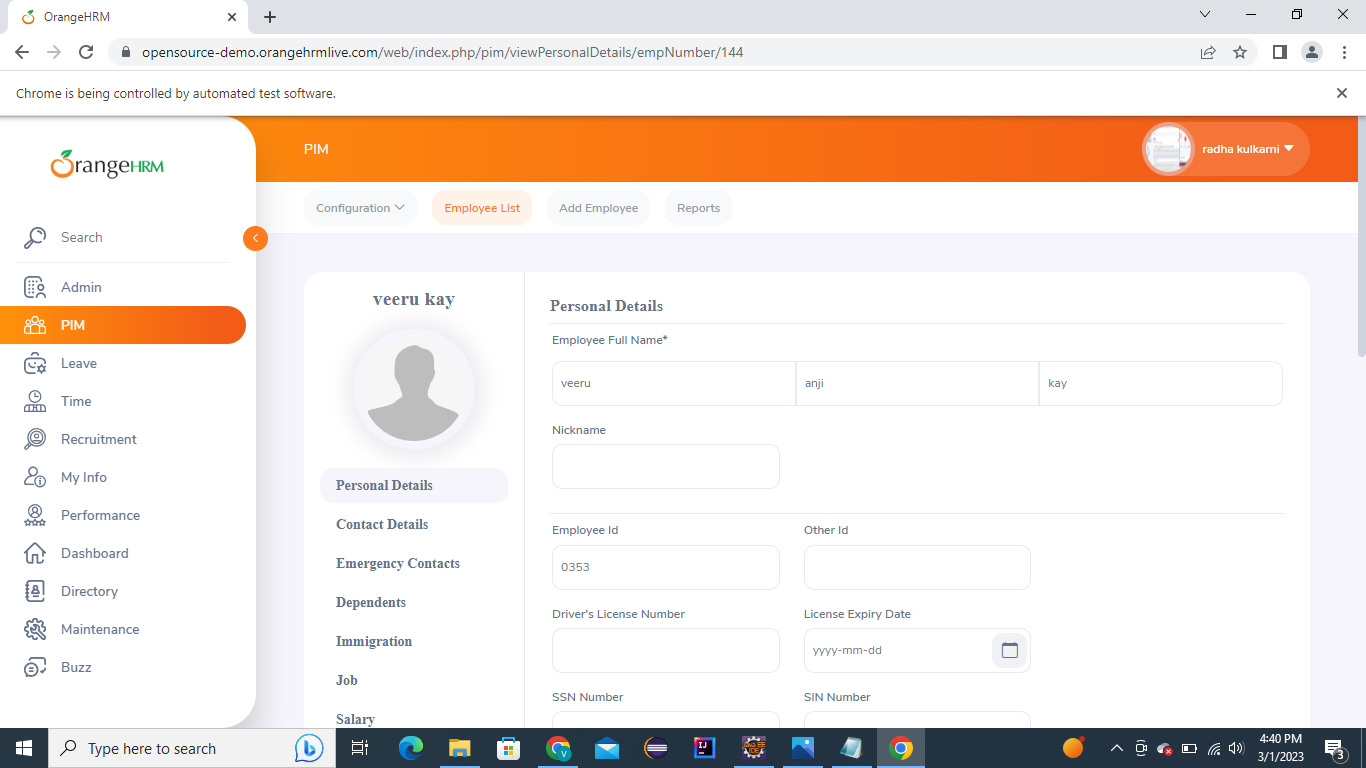 OrangeHRM
opensource-demo.orangehrmlive.com/web/index.php/pim/viewPersonalDetails/empNumber/144
Chrome is being controlled by automated test software.
OrangeHRM
PIM
radha kulkarni
Configuration
Employee List
Add Employee
Reports
Search
Admin
PIM
Leave
Time
Recruitment
My Info
Performance
Dashboard
Directory
Maintenance
Buzz
veeru kay
Personal Details
Contact Details
Emergency Contacts
Dependents
Immigration
Job
Salary
Personal Details
Employee Full Name*
veeru
anji
kay
Nickname
Employee Id
Other Id
0353
Driver's License Number
License Expiry Date
yyyy-mm-dd
SSN Number
SIN Number
Type here to search
4:40 PM
3/1/2023
3